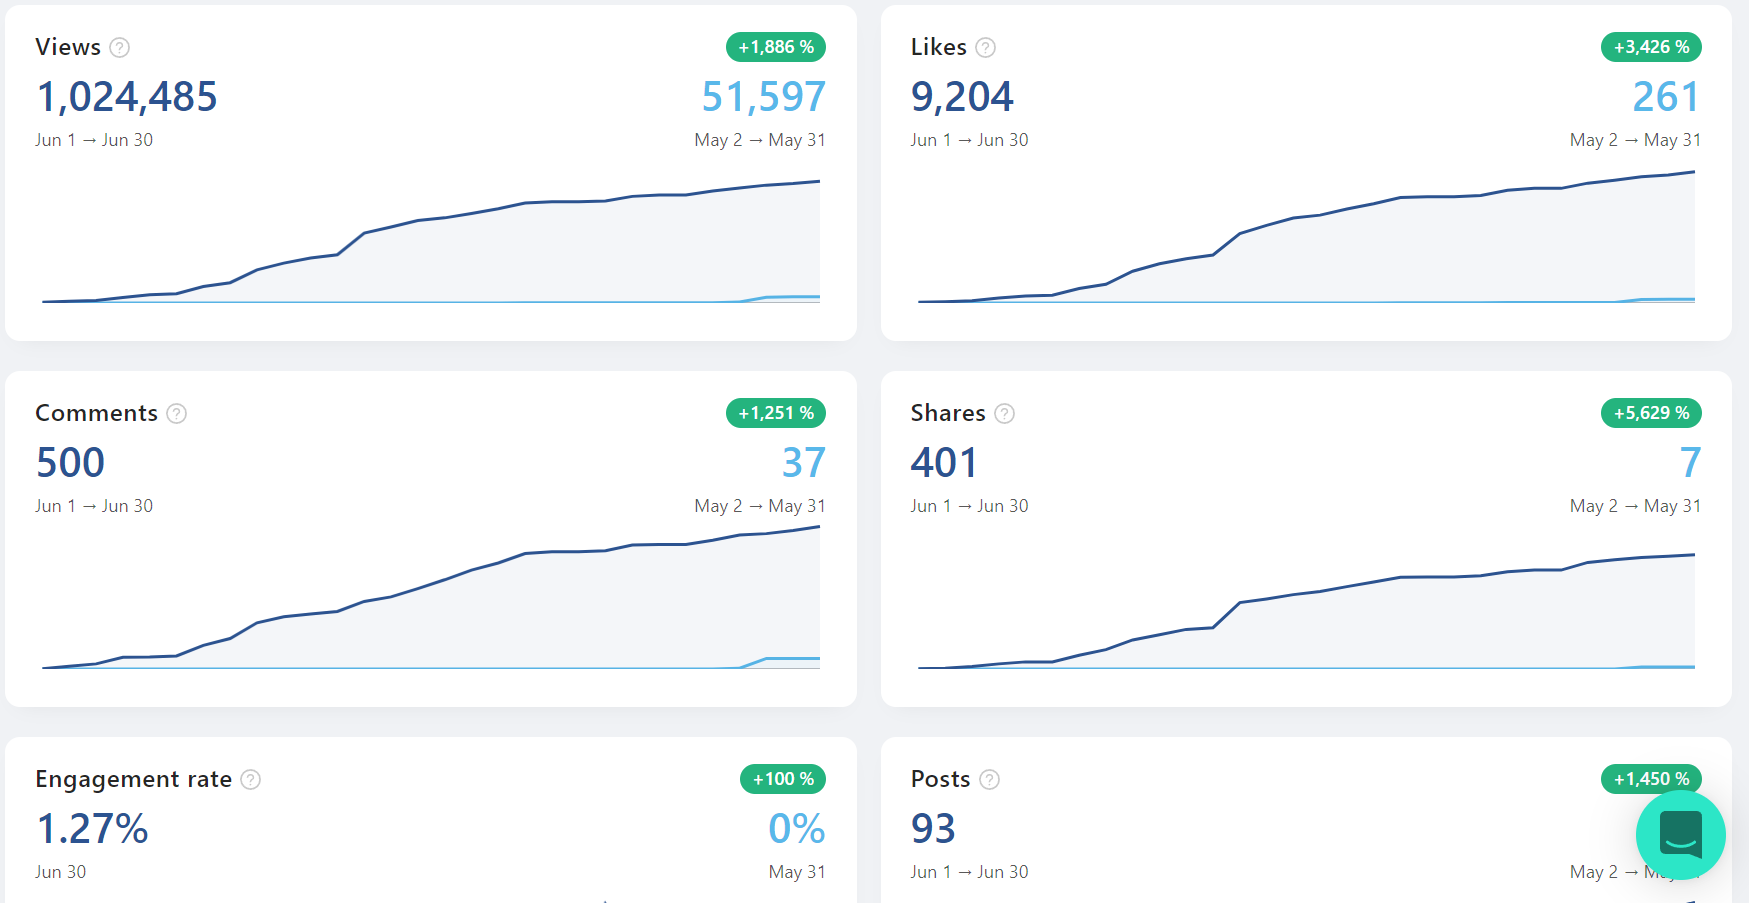 Views ?
+1,886 %
1,024,485
51,597
Jun 1 → Jun 30
May 2 → May 31
Likes ?
+3,426 %
9,204
261
Jun 1 → Jun 30
May 2 → May 31
Comments ?
+1,251 %
500
37
Jun 1 → Jun 30
May 2 → May 31
Shares ?
+5,629 %
401
7
Jun 1 → Jun 30
May 2 → May 31
Engagement rate ?
+100 %
1.27%
0%
Jun 30
May 31
Posts ?
+1,450 %
93
Jun 1 → Jun 30
May 2 →